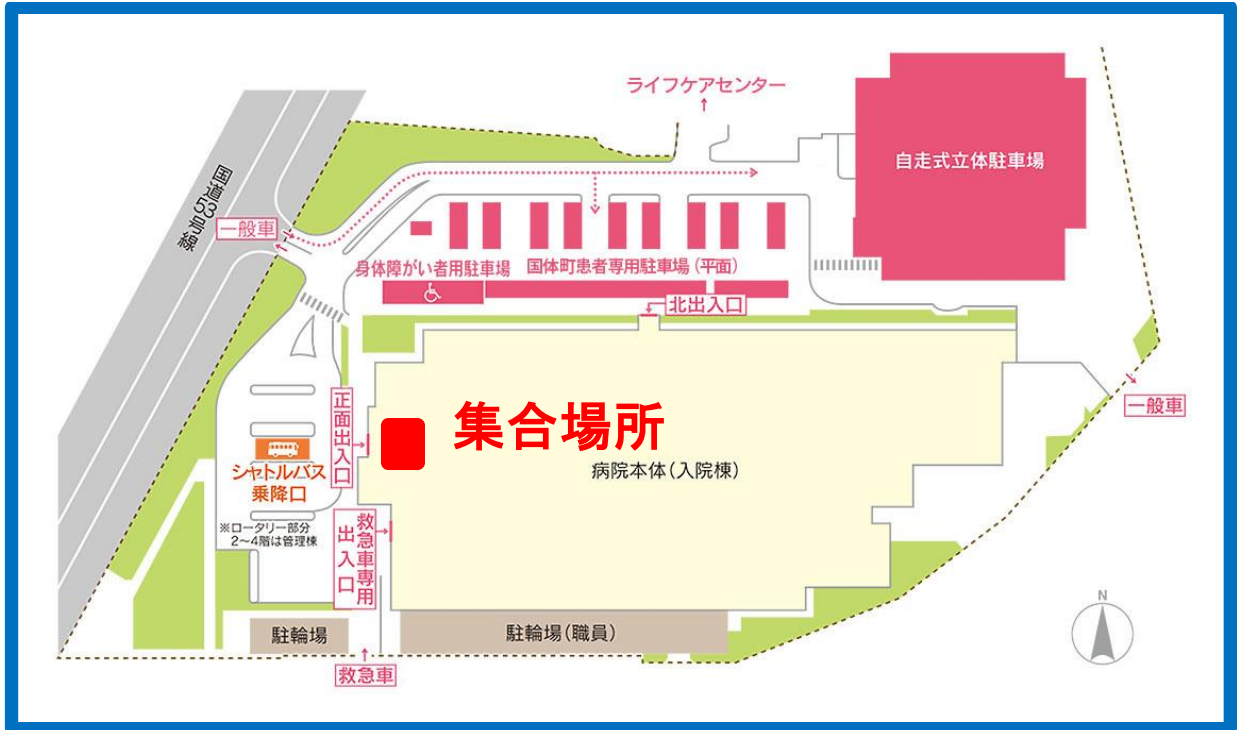 ライフケアセンター
自走式立体駐車場
国道35号線
一般車
身体障がい者用駐車場
国体町患者専用駐車場(平面)
北出入口
一般車
正面出入口
集合場所
病院本体(入院棟)
シャトルバス
乗降口
※ロータリー部分
2〜4階は管理棟
救急車専用
出入口
駐輪場
駐輪場(職員)
救急車
N